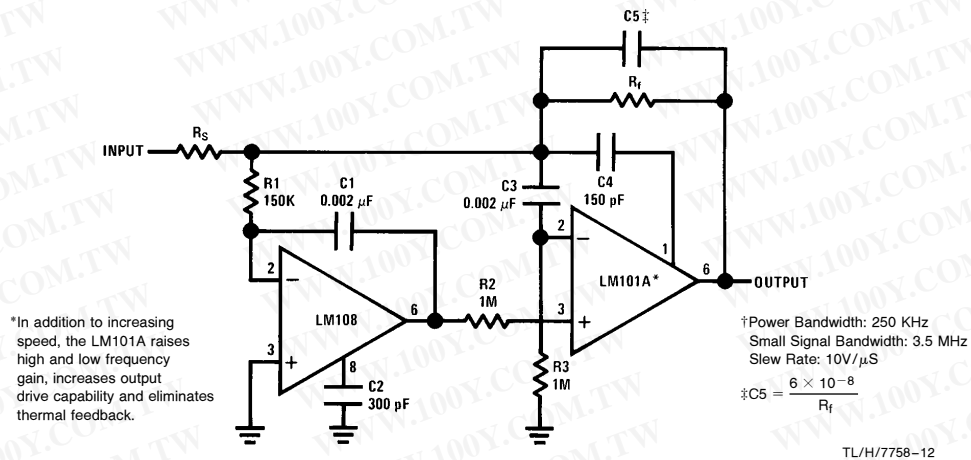 C5‡
Rf
RS
INPUT
R1
150K
C1
0.002 μF
C3
0.002 μF
C4
150 pF
2
1
2
LM101A*
6
OUTPUT
R2
1M
6
LM108
3
3
8
C2
300 pF
R3
1M
*In addition to increasing
speed, the LM101A raises
high and low frequency
gain, increases output
drive capability and eliminates
thermal feedback.
†Power Bandwidth: 250 KHz
Small Signal Bandwidth: 3.5 MHz
Slew Rate: 10V/μS
‡C5 = 6 × 10−8 / Rf
TL/H/7758–12
WWW.100Y.COM.TW